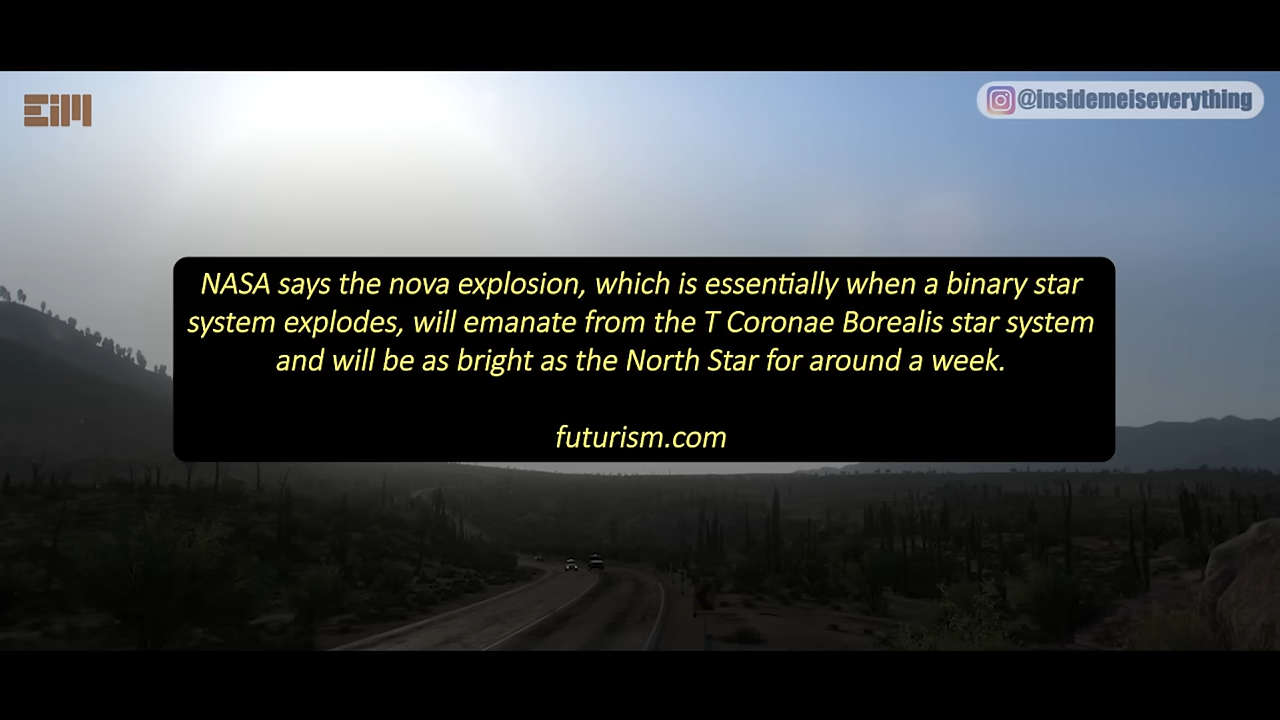 EiM
@insidemeiseverything
NASA says the nova explosion, which is essentially when a binary star
system explodes, will emanate from the T Coronae Borealis star system
and will be as bright as the North Star for around a week.
futurism.com